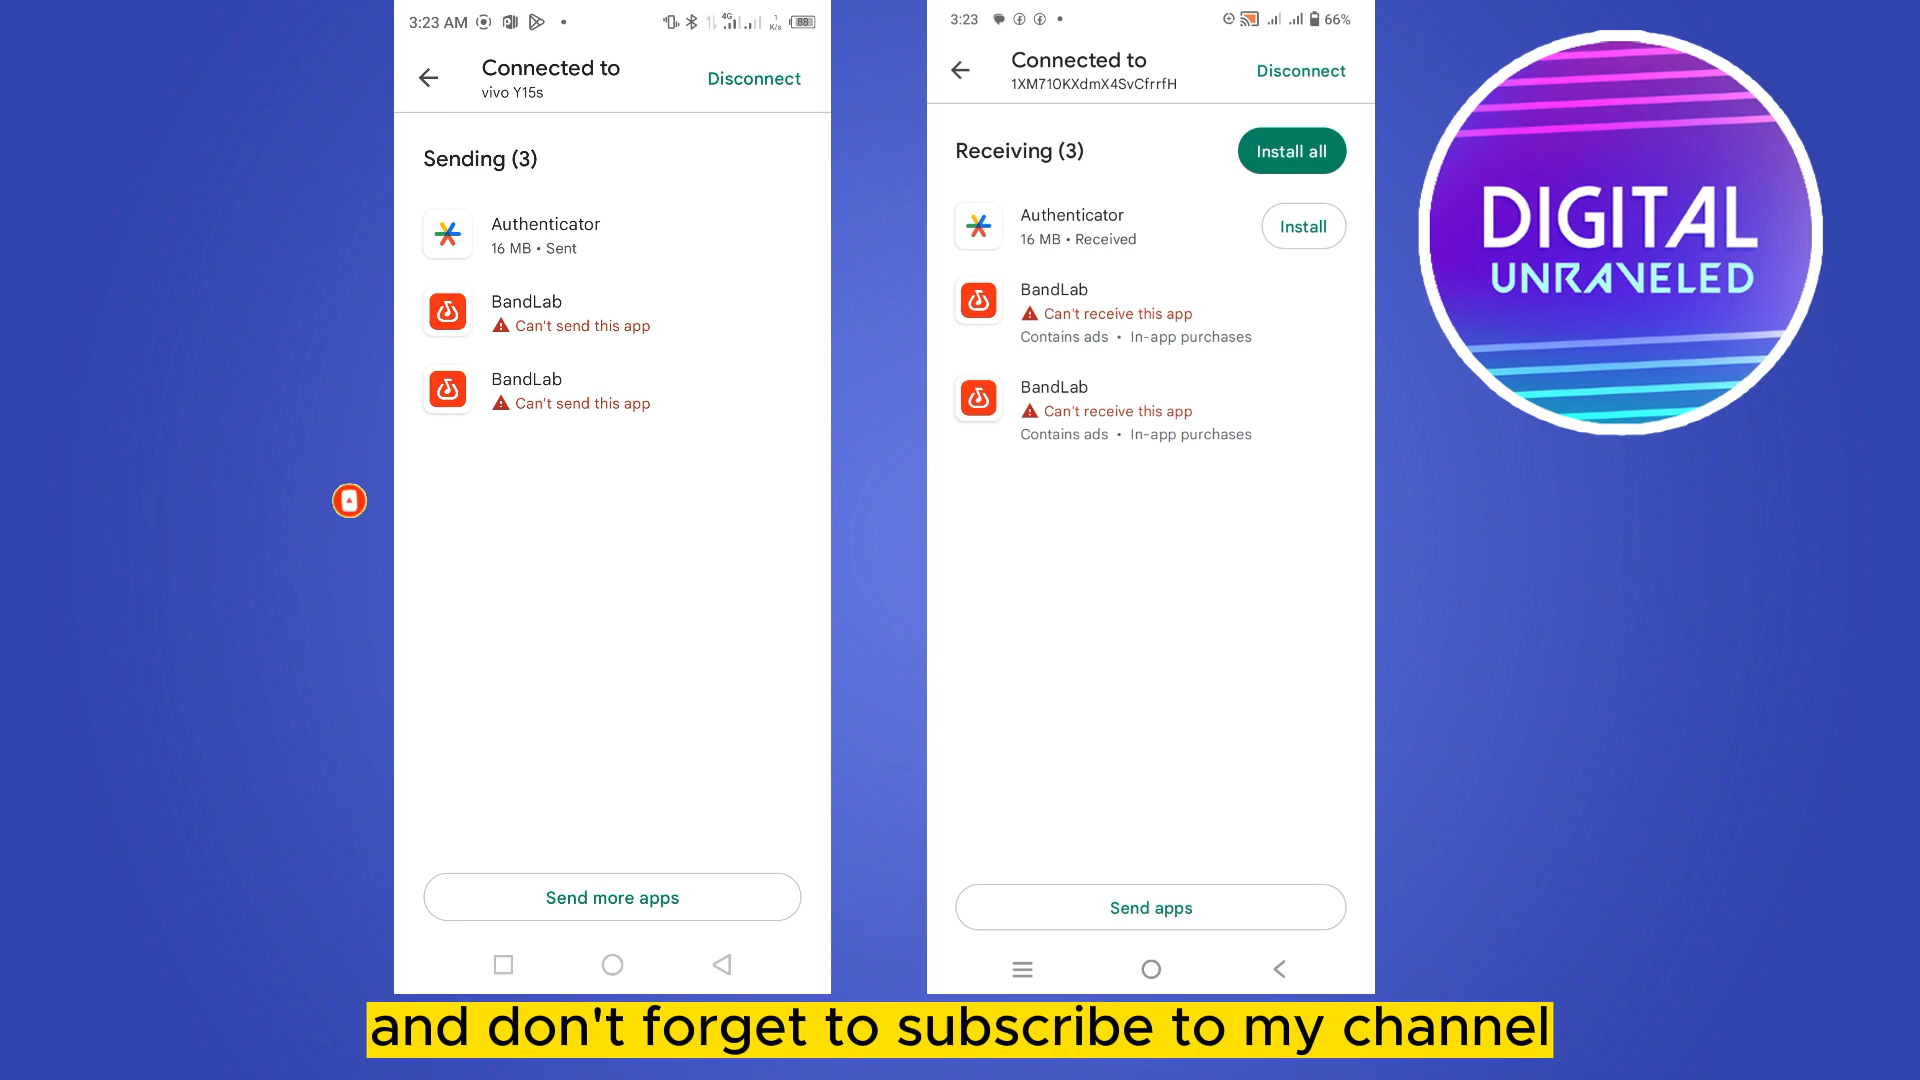 3:23 AM
4G
1
K/s
88
Connected to
vivo Y15s
Disconnect
Sending (3)
Authenticator
16 MB • Sent
BandLab
Can't send this app
BandLab
Can't send this app
Send more apps
3:23
66%
Connected to
1XM710KXdmX4SvCfrrfH
Disconnect
Receiving (3)
Install all
Authenticator
16 MB • Received
Install
BandLab
Can't receive this app
Contains ads • In-app purchases
BandLab
Can't receive this app
Contains ads • In-app purchases
Send apps
DIGITAL
UNRAVELED
and don't forget to subscribe to my channel